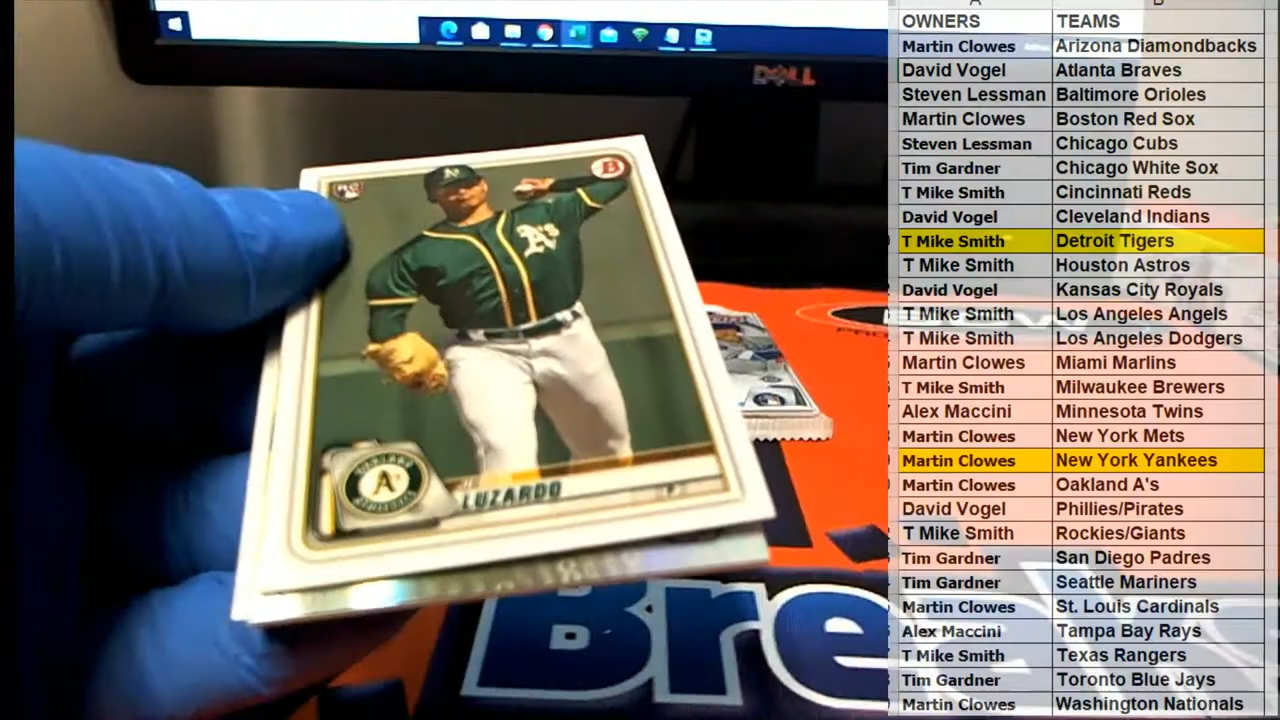 OWNERS TEAMS
Martin Clowes Arizona Diamondbacks
David Vogel Atlanta Braves
Steven Lessman Baltimore Orioles
Martin Clowes Boston Red Sox
Steven Lessman Chicago Cubs
Tim Gardner Chicago White Sox
T Mike Smith Cincinnati Reds
David Vogel Cleveland Indians
T Mike Smith Detroit Tigers
T Mike Smith Houston Astros
David Vogel Kansas City Royals
T Mike Smith Los Angeles Angels
T Mike Smith Los Angeles Dodgers
Martin Clowes Miami Marlins
T Mike Smith Milwaukee Brewers
Alex Maccini Minnesota Twins
Martin Clowes New York Mets
Martin Clowes New York Yankees
Martin Clowes Oakland A's
David Vogel Phillies/Pirates
T Mike Smith Rockies/Giants
Tim Gardner San Diego Padres
Tim Gardner Seattle Mariners
Martin Clowes St. Louis Cardinals
Alex Maccini Tampa Bay Rays
T Mike Smith Texas Rangers
Tim Gardner Toronto Blue Jays
Martin Clowes Washington Nationals
DELL
RC
B
A's
A's
LUZARDO
Bre